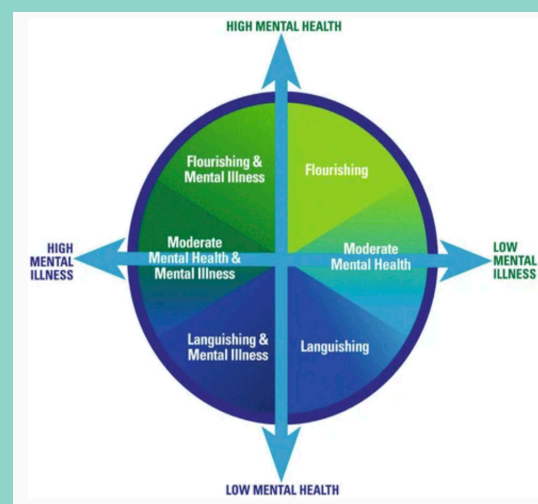 HIGH MENTAL HEALTH
Flourishing &
Mental Illness
Flourishing
HIGH
MENTAL
ILLNESS
Moderate
Mental Health &
Mental Illness
Moderate
Mental Health
LOW
MENTAL
ILLNESS
Languishing &
Mental Illness
Languishing
LOW MENTAL HEALTH